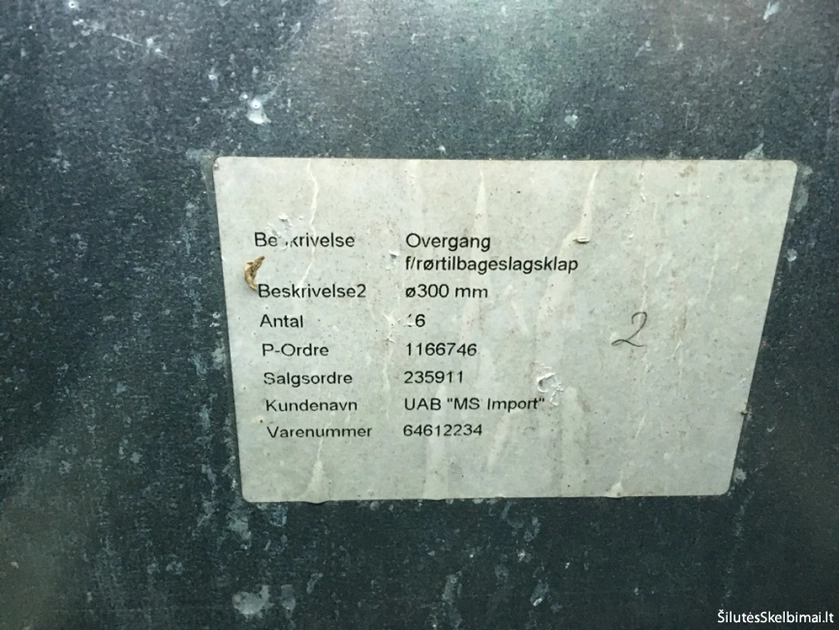 Beskrivelse Overgang
f/rørtilbageslagsklap
Beskrivelse2 ø300 mm
Antal 2
P-Ordre 1166746
Salgsordre 235911
Kundenavn UAB "MS Import"
Varenummer 64612234
ŠilutėsSkelbimai.lt